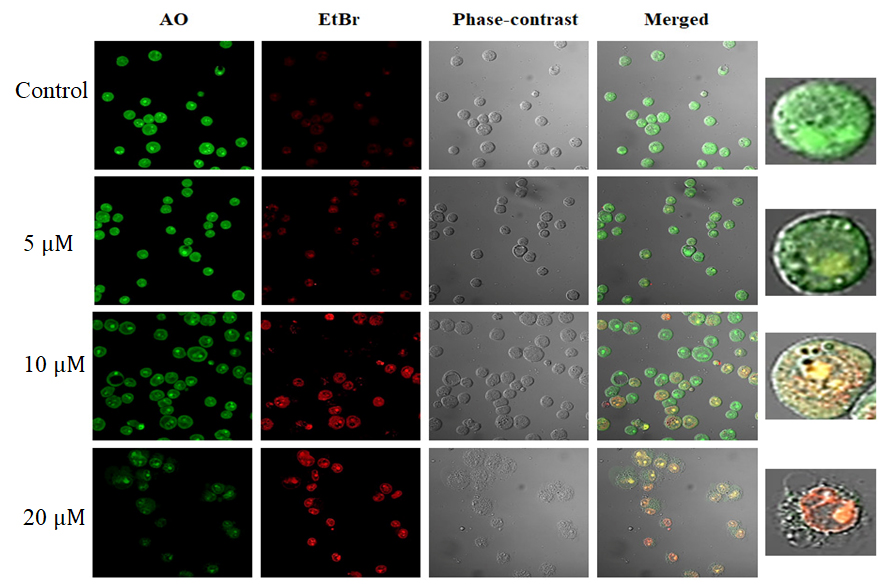 AO EtBr Phase-contrast Merged
Control
5 µM
10 µM
20 µM